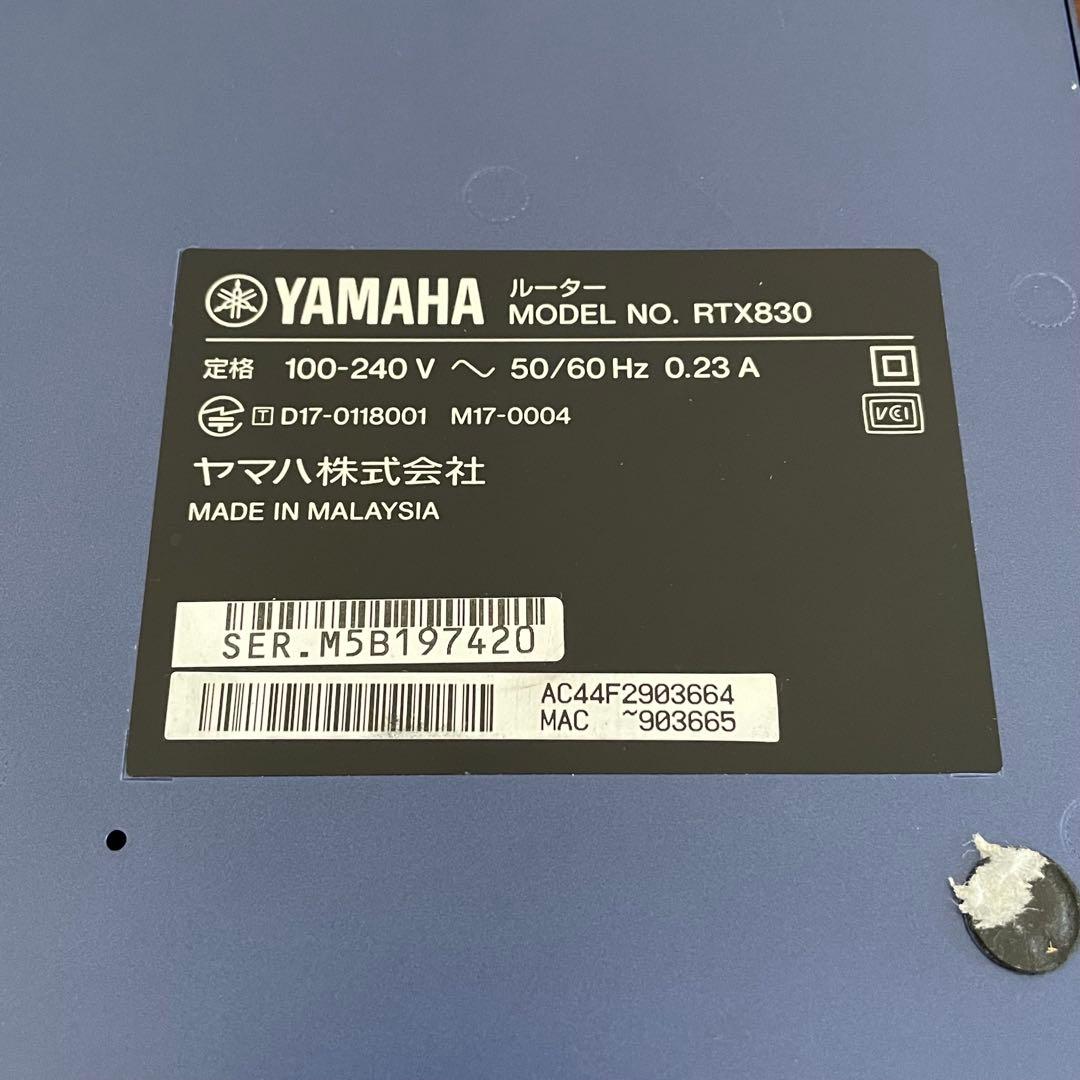 YAMAHA ルーター
MODEL NO. RTX830
定格 100-240 V ～ 50/60 Hz 0.23 A
T D17-0118001 M17-0004
VCI
ヤマハ株式会社
MADE IN MALAYSIA
SER.M5B197420
AC44F2903664
MAC ~903665